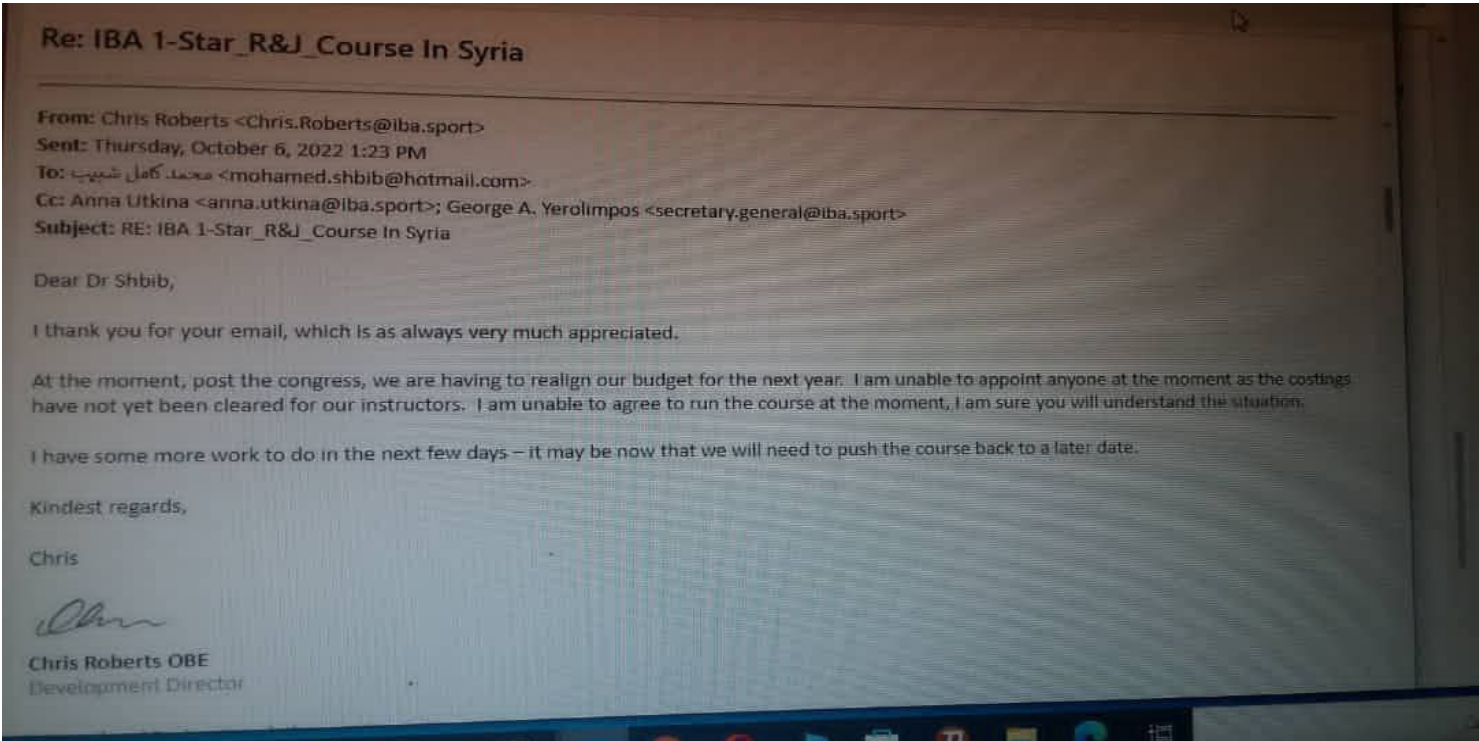 Re: IBA 1-Star_R&J_Course In Syria
From: Chris Roberts <Chris.Roberts@iba.sport>
Sent: Thursday, October 6, 2022 1:23 PM
To: محمد كامل شبيب <mohamed.shbib@hotmail.com>
Cc: Anna Utkina <anna.utkina@iba.sport>; George A. Yerolimpos <secretary.general@iba.sport>
Subject: RE: IBA 1-Star_R&J_Course In Syria
Dear Dr Shbib,
I thank you for your email, which is as always very much appreciated.
At the moment, post the congress, we are having to realign our budget for the next year. I am unable to appoint anyone at the moment as the costings
have not yet been cleared for our instructors. I am unable to agree to run the course at the moment, I am sure you will understand the situation.
I have some more work to do in the next few days – it may be now that we will need to push the course back to a later date.
Kindest regards,
Chris
Chris Roberts OBE
Development Director